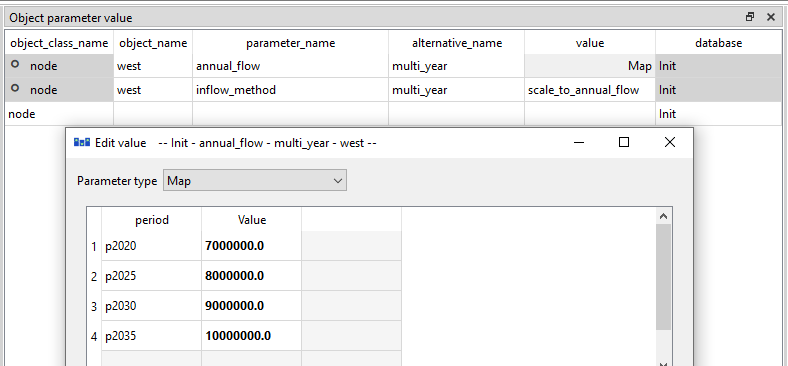 Object parameter value
object_class_name object_name parameter_name alternative_name value database
node west annual_flow multi_year Map Init
node west inflow_method multi_year scale_to_annual_flow Init
node Init
Edit value -- Init - annual_flow - multi_year - west --
Parameter type Map
period Value
1 p2020 7000000.0
2 p2025 8000000.0
3 p2030 9000000.0
4 p2035 10000000.0